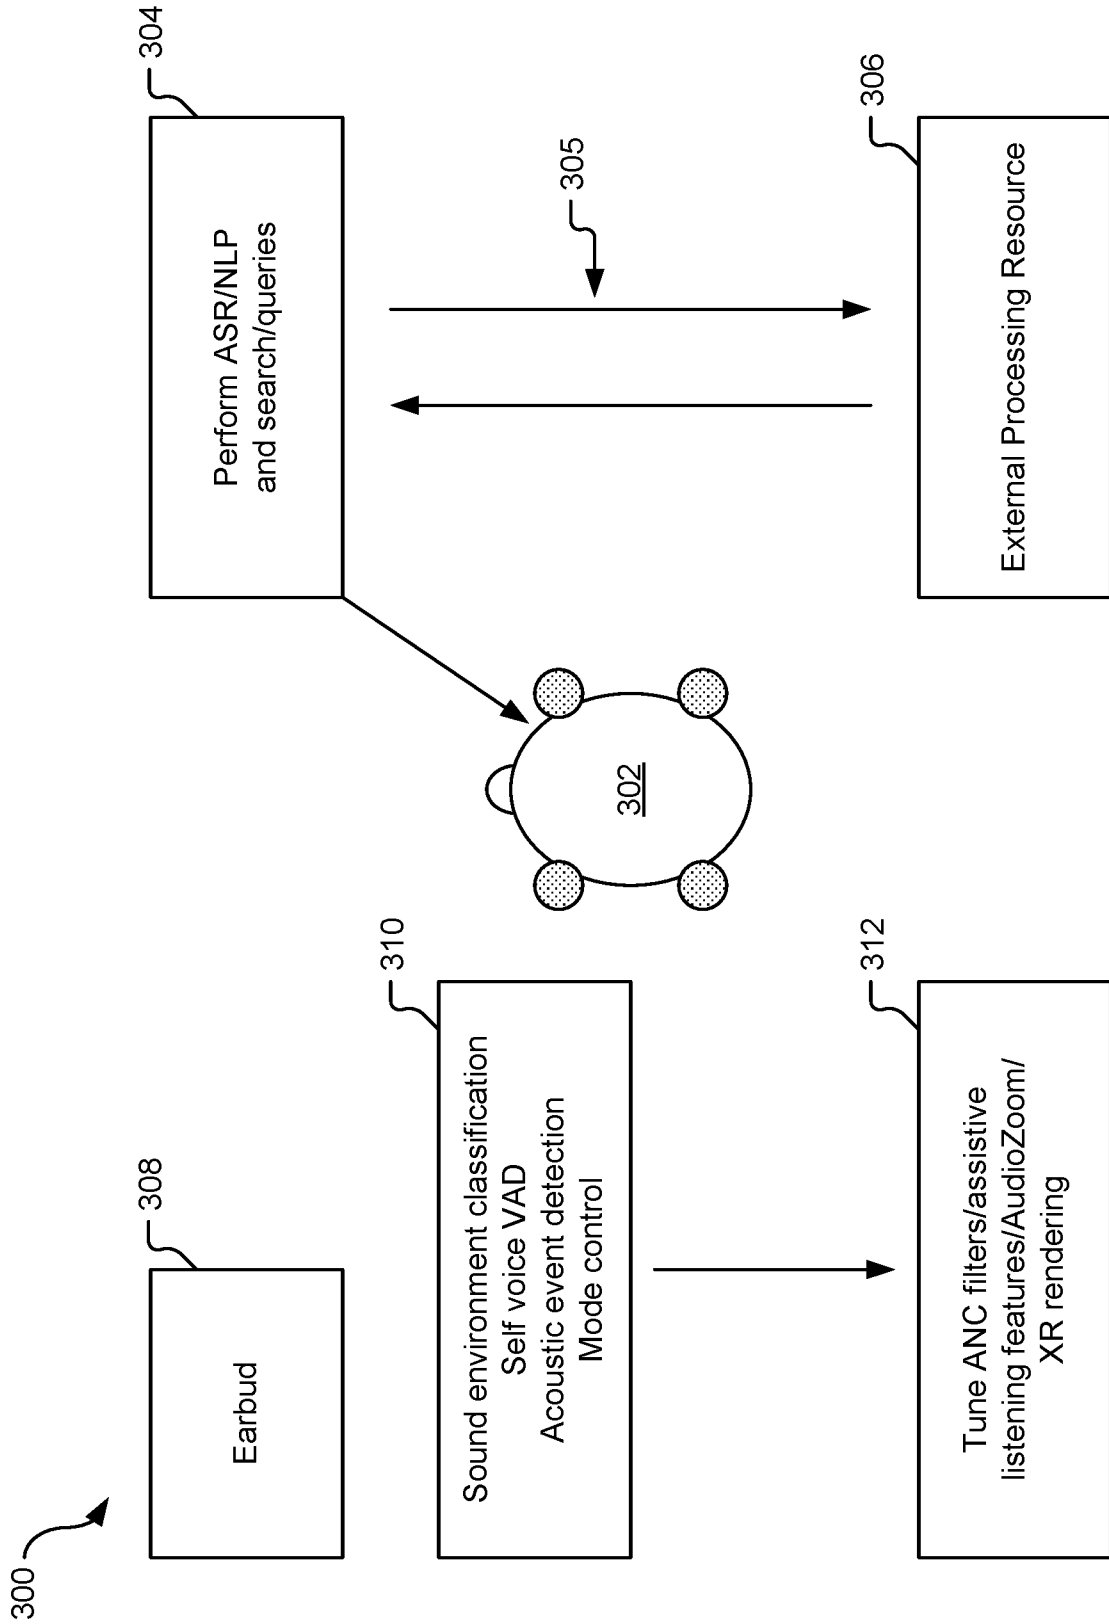 300
308
Earbud
310
Sound environment classification
Self voice VAD
Acoustic event detection
Mode control
312
Tune ANC filters/assistive
listening features/AudioZoom/
XR rendering
302
304
Perform ASR/NLP
and search/queries
305
306
External Processing Resource